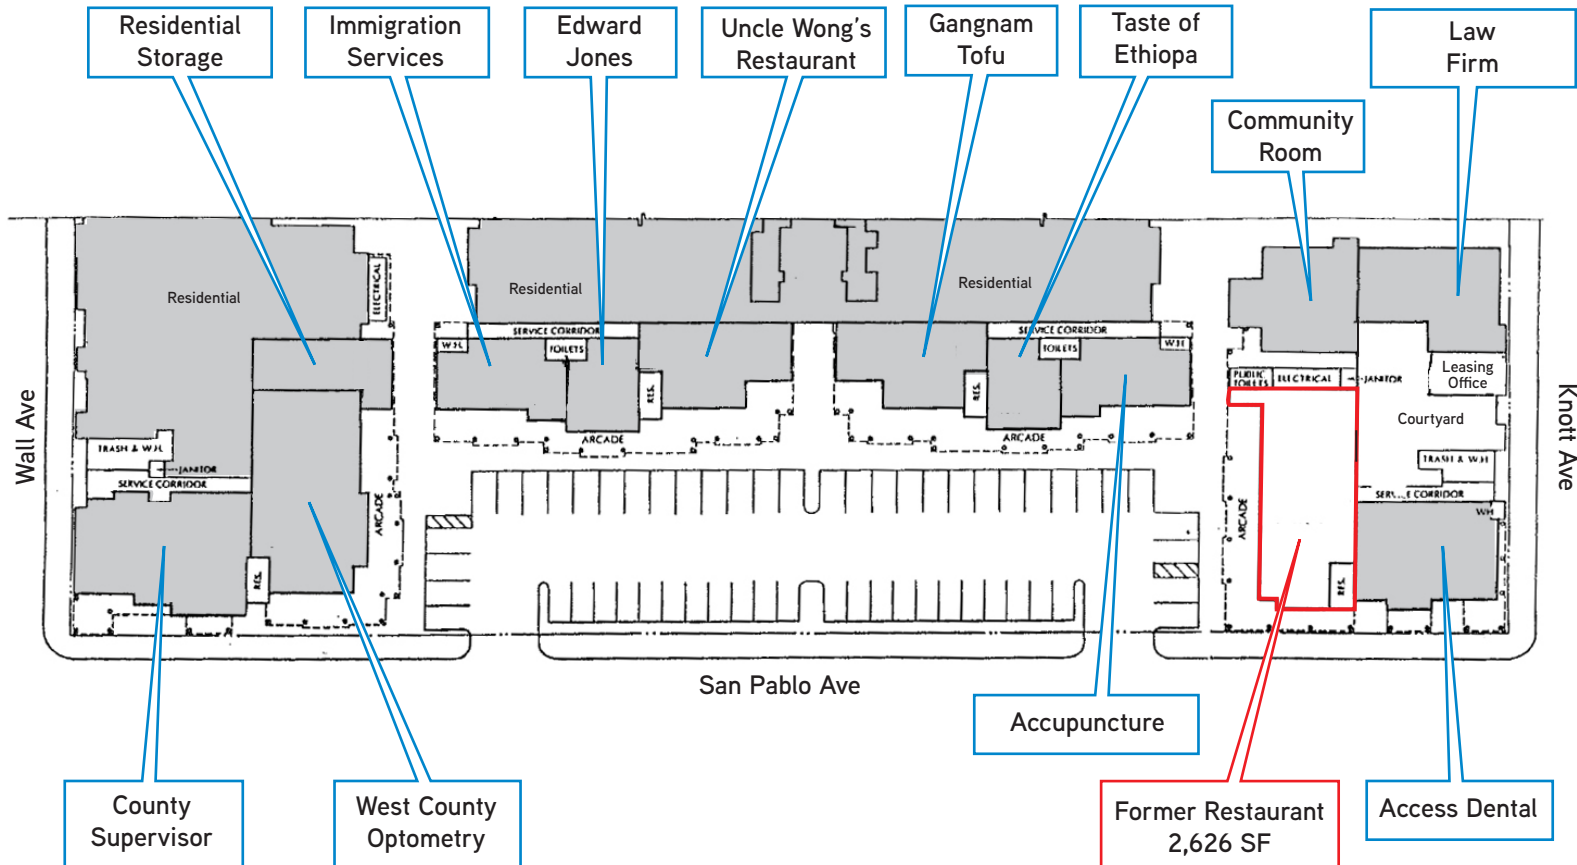 Residential
Storage
Immigration
Services
Edward
Jones
Uncle Wong's
Restaurant
Gangnam
Tofu
Taste of
Ethiopa
Law
Firm
Community
Room
Residential
ELECTRICAL
Residential
Residential
SERVICE CORRIDOR
W.H.
TOILETS
RES.
ARCADE
SERVICE CORRIDOR
TOILETS
W.H.
RES.
ARCADE
PUBLIC
TOILETS
ELECTRICAL
JANITOR
Leasing
Office
Courtyard
TRASH & W.H.
SERVICE CORRIDOR
WH
ARCADE
RES.
TRASH & W.H.
JANITOR
SERVICE CORRIDOR
ARCADE
RES.
Wall Ave
Knott Ave
San Pablo Ave
Accupuncture
County
Supervisor
West County
Optometry
Former Restaurant
2,626 SF
Access Dental